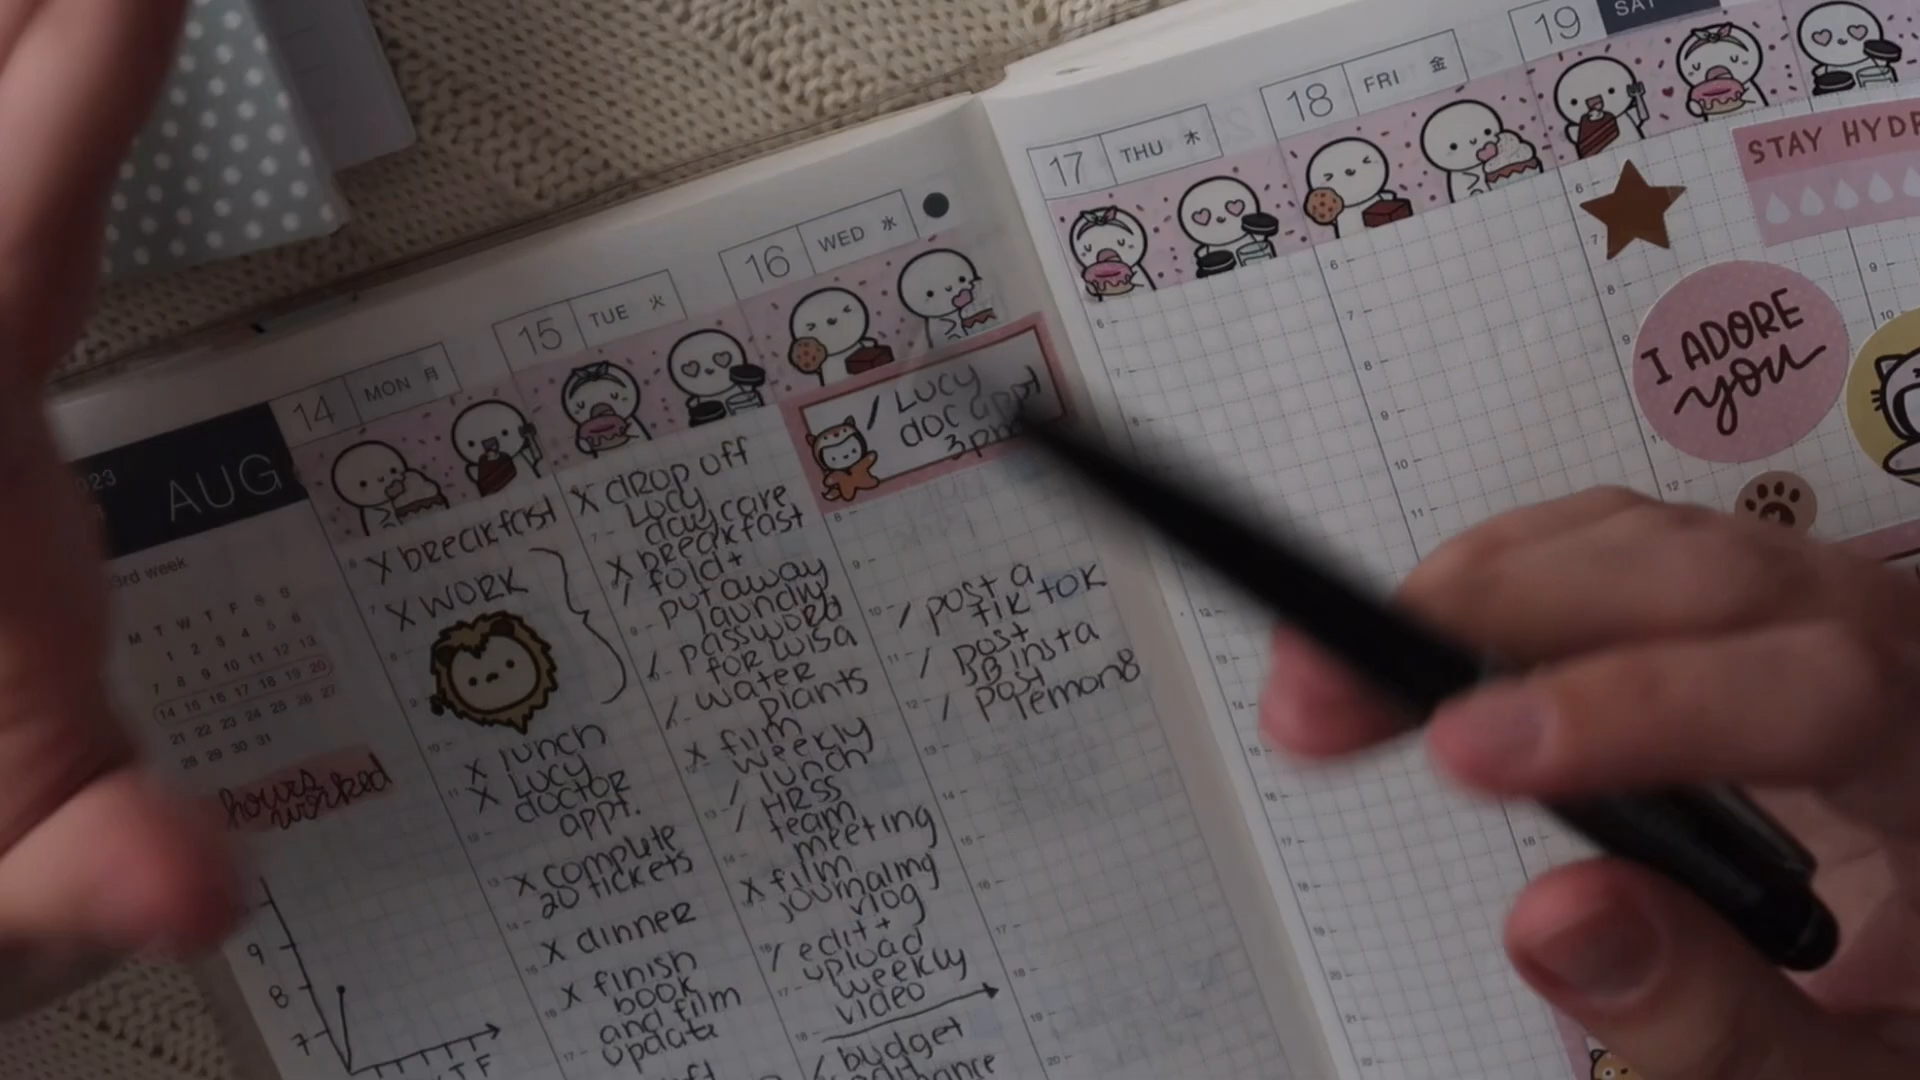 14 MON 月
15 TUE 火
16 WED 水
17 THU 木
18 FRI 金
19 SAT
AUG
3rd week
M T W T F S S
1 2 3 4 5 6
7 8 9 10 11 12 13
14 15 16 17 18 19 20
21 22 23 24 25 26 27
28 29 30 31
hours
worked
9
8
7
T F
X breakfast
X WORK
X lunch
X Lucy
doctor
appt.
X complete
20 tickets
X dinner
X finish
book
and film
update
X drop off
Lucy
daycare
X breakfast
/ fold +
put away
laundry
/ password
for wisa
/ water
plants
X film
weekly
/ lunch
/ HRSS
team
meeting
X film
journaling
vlog
/ edit +
upload
weekly
video
/ budget
/ Lucy
doc appt
3pm
/ post a
tik tok
/ post
SB insta
/ post
lemon8
STAY HYDR
I ADORE
you